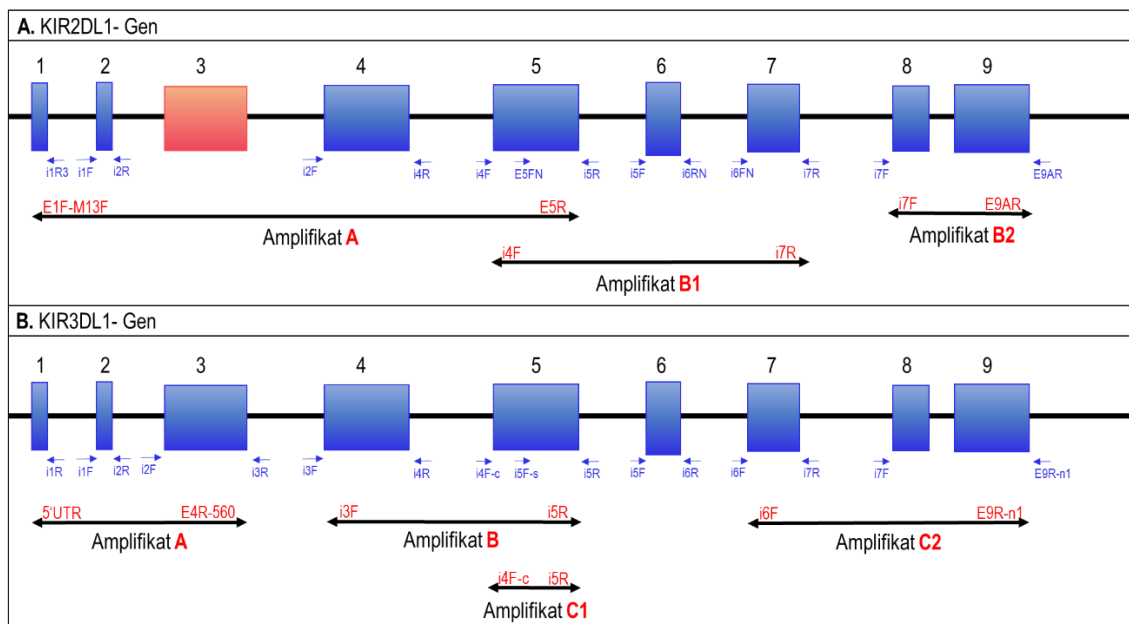 A. KIR2DL1- Gen
1 2 3 4 5 6 7 8 9
i1R3 i1F i2R i2F i4R i4F E5FN i5R i5F i6RN i6FN i7R i7F E9AR
E1F-M13F E5R i7F E9AR
Amplifikat A Amplifikat B2
i4F i7R
Amplifikat B1
B. KIR3DL1- Gen
1 2 3 4 5 6 7 8 9
i1R i1F i2R i2F i3R i3F i4R i4F-c i5F-s i5R i5F i6R i6F i7R i7F E9R-n1
5'UTR E4R-560 i3F i5R i6F E9R-n1
Amplifikat A Amplifikat B Amplifikat C2
i4F-c i5R
Amplifikat C1